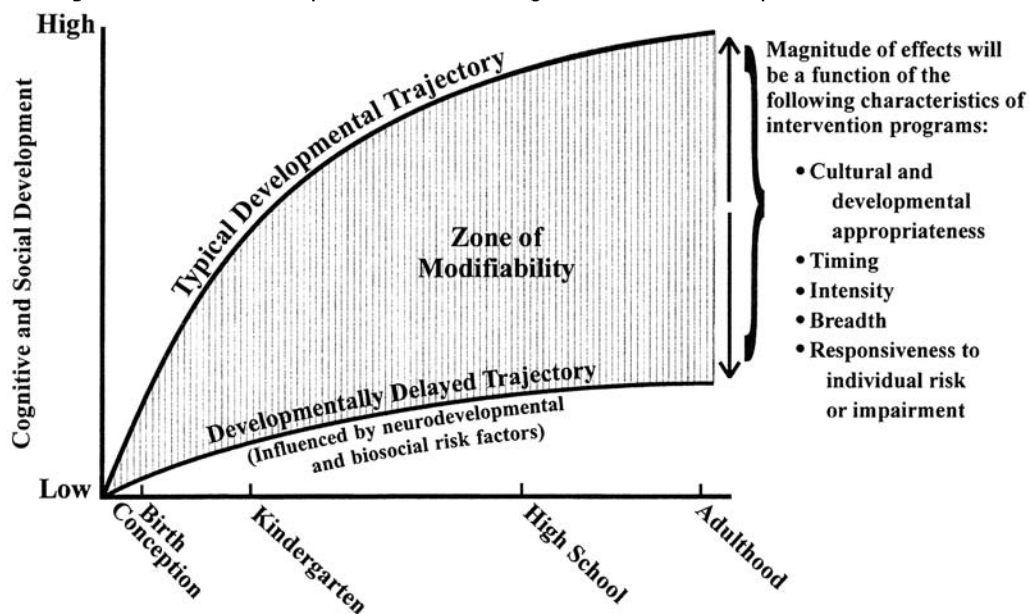 High
Cognitive and Social Development
Low
Typical Developmental Trajectory
Zone of
Modifiability
Developmentally Delayed Trajectory
(Influenced by neurodevelopmental
and biosocial risk factors)
Conception
Birth
Kindergarten
High School
Adulthood
Magnitude of effects will
be a function of the
following characteristics of
intervention programs:
• Cultural and
developmental
appropriateness
• Timing
• Intensity
• Breadth
• Responsiveness to
individual risk
or impairment